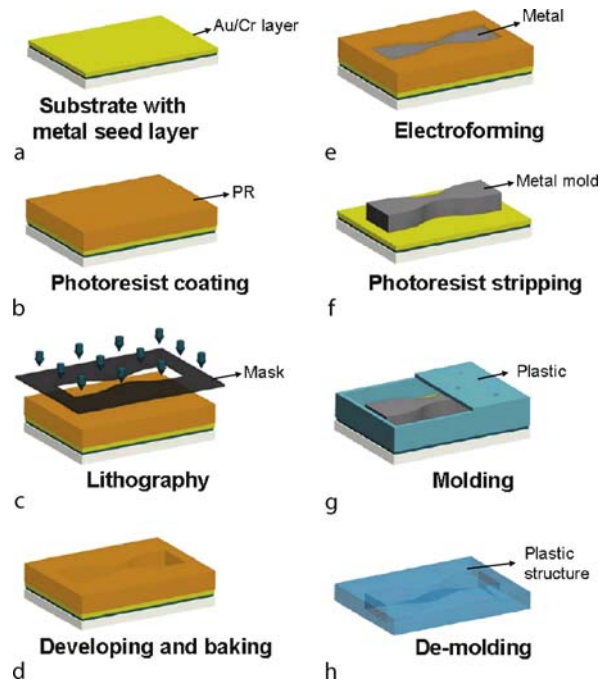 Au/Cr layer
Substrate with
metal seed layer
a
PR
Photoresist coating
b
Mask
Lithography
c
Developing and baking
d
Metal
Electroforming
e
Metal mold
Photoresist stripping
f
Plastic
Molding
g
Plastic
structure
De-molding
h